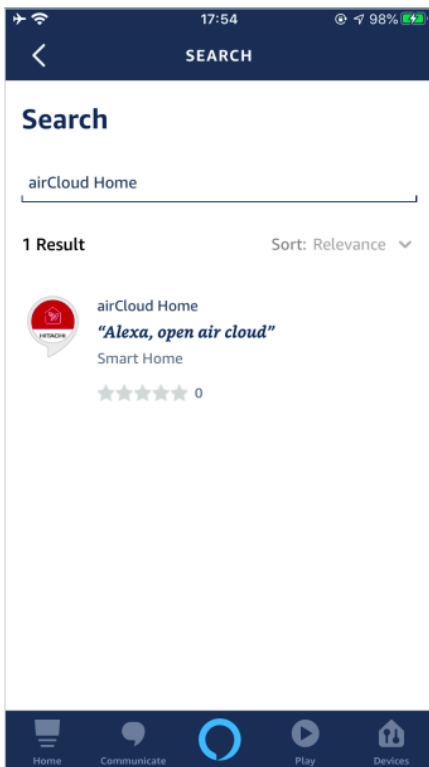 17:54
98%
SEARCH
Search
airCloud Home
1 Result
Sort: Relevance
airCloud Home
“Alexa, open air cloud”
HITACHI
Smart Home
0
Home
Communicate
Play
Devices